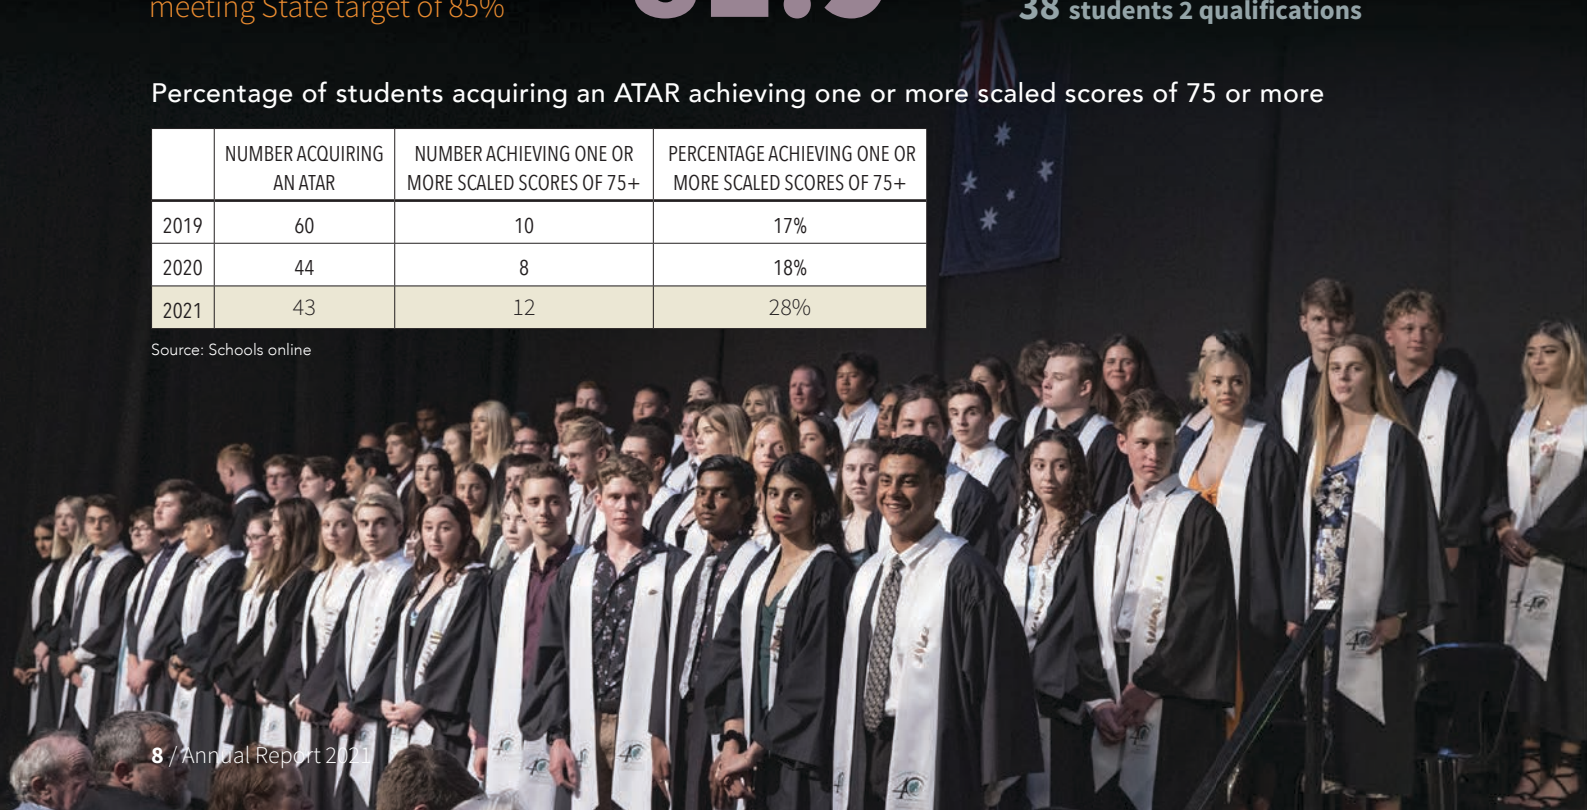 meeting State target of 85%
38 students 2 qualifications
Percentage of students acquiring an ATAR achieving one or more scaled scores of 75 or more
NUMBER ACQUIRING AN ATAR
NUMBER ACHIEVING ONE OR MORE SCALED SCORES OF 75+
PERCENTAGE ACHIEVING ONE OR MORE SCALED SCORES OF 75+
2019 60 10 17%
2020 44 8 18%
2021 43 12 28%
Source: Schools online
8 / Annual Report 2021